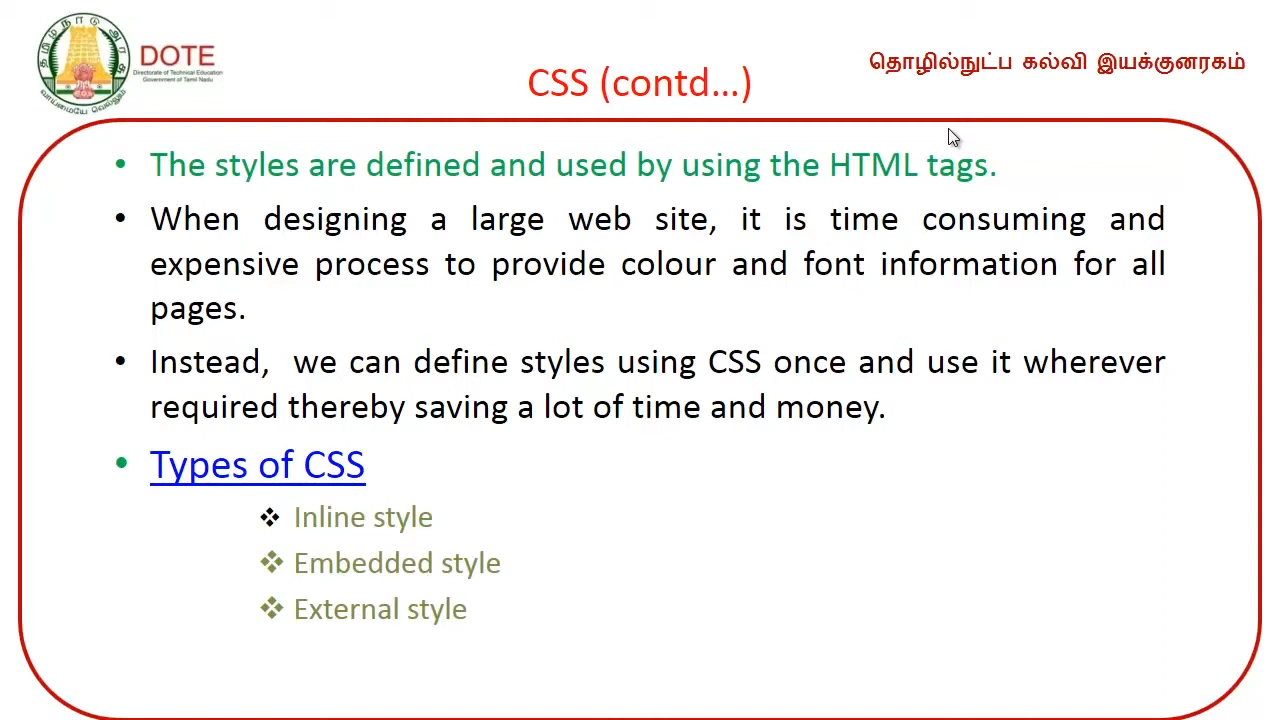 தமிழ்நாடு அரசு
வாய்மையே வெல்லும்
DOTE
Directorate of Technical Education
Government of Tamil Nadu
தொழில்நுட்ப கல்வி இயக்குனரகம்
CSS (contd...)
• The styles are defined and used by using the HTML tags.
• When designing a large web site, it is time consuming and
expensive process to provide colour and font information for all
pages.
• Instead, we can define styles using CSS once and use it wherever
required thereby saving a lot of time and money.
• Types of CSS
❖ Inline style
❖ Embedded style
❖ External style